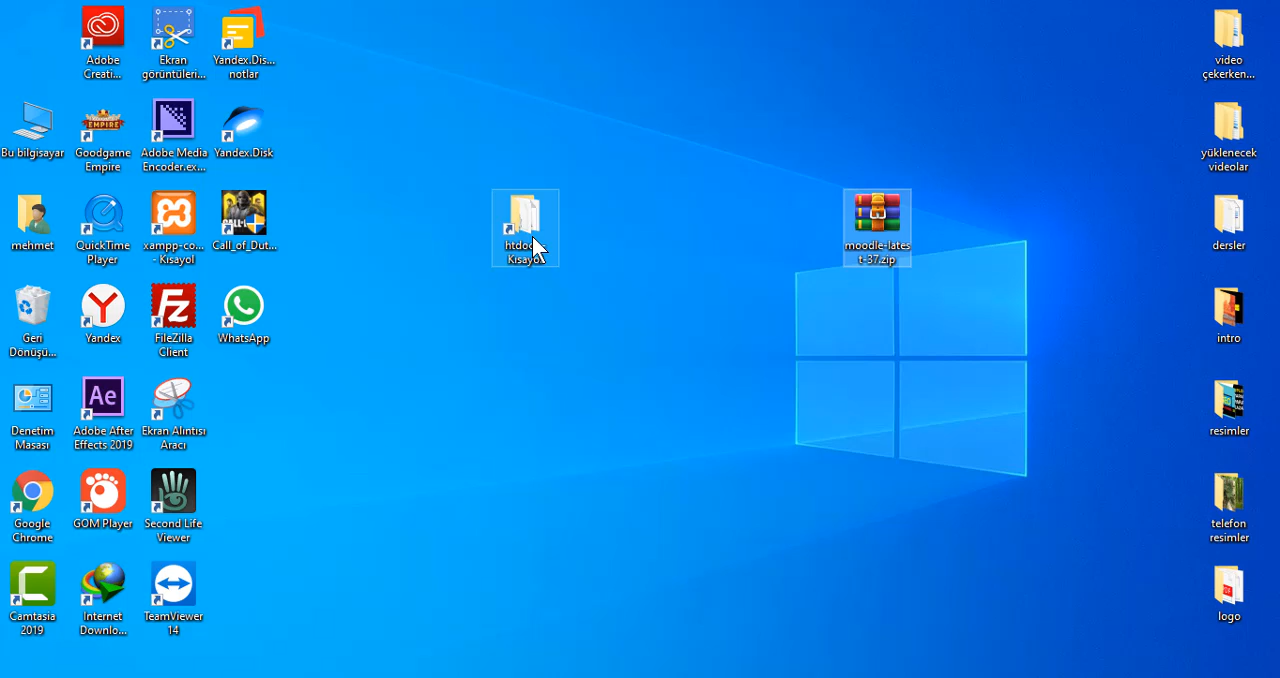 Adobe
Creati...
Ekran
görüntüleri...
Yandex.Dis...
notlar
Bu bilgisayar
Goodgame
Empire
Adobe Media
Encoder.ex...
Yandex.Disk
mehmet
QuickTime
Player
xampp-co...
- Kısayol
Call_of_Dut...
Geri
Dönüşü...
Yandex
FileZilla
Client
WhatsApp
Denetim
Masası
Adobe After
Effects 2019
Ekran Alıntısı
Aracı
Google
Chrome
GOM Player
Second Life
Viewer
Camtasia
2019
Internet
Downlo...
TeamViewer
14
moodle-lates
t-37.zip
video
çekerken...
yüklenecek
videolar
dersler
intro
resimler
telefon
resimler
logo